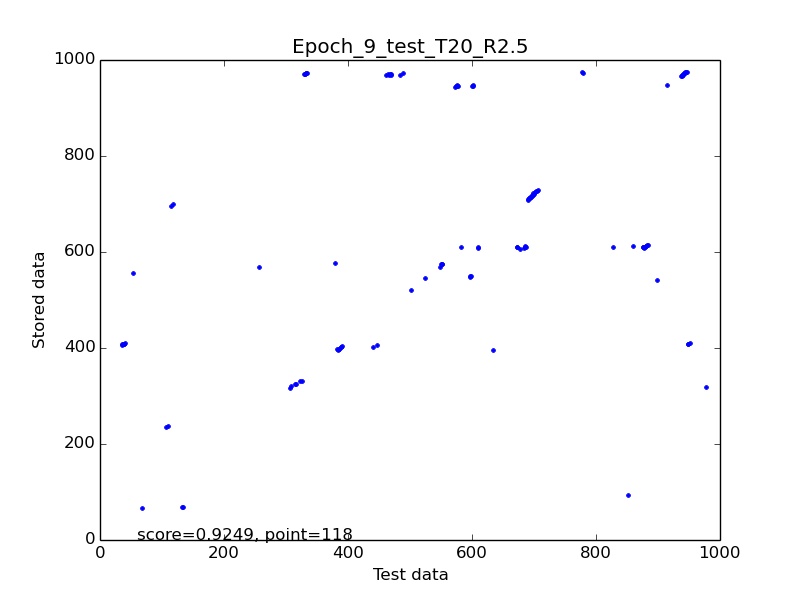 Epoch_9_test_T20_R2.5
1000
800
600
400
200
0
Stored data
score=0.9249, point=118
0 200 400 600 800 1000
Test data